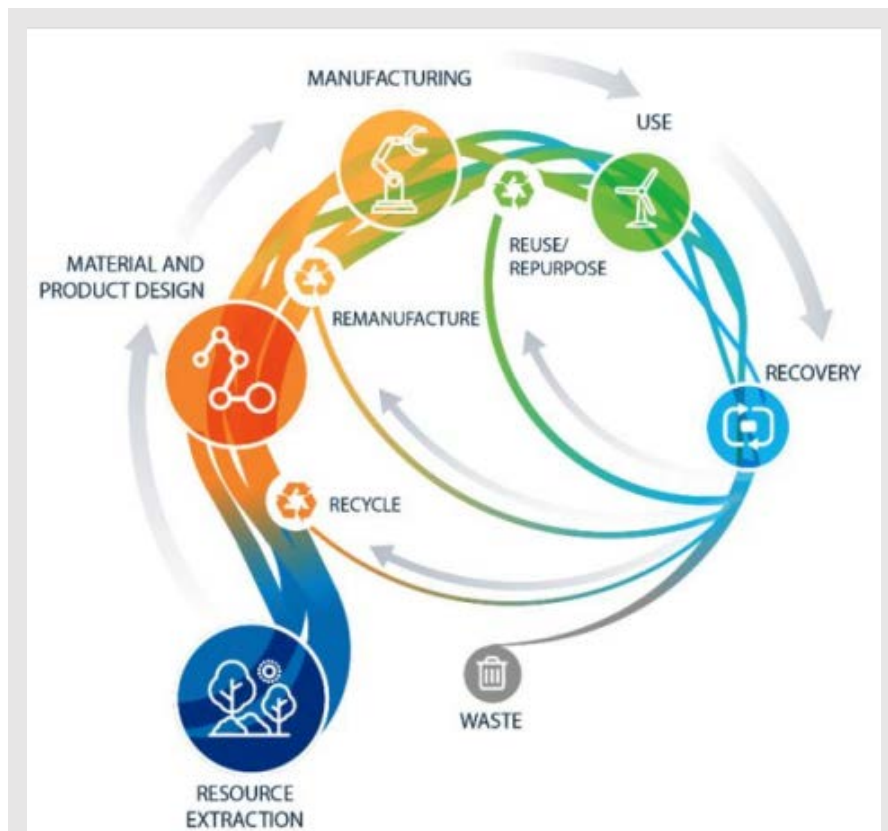 MANUFACTURING
USE
MATERIAL AND
PRODUCT DESIGN
REUSE/
REPURPOSE
REMANUFACTURE
RECOVERY
RECYCLE
WASTE
RESOURCE
EXTRACTION